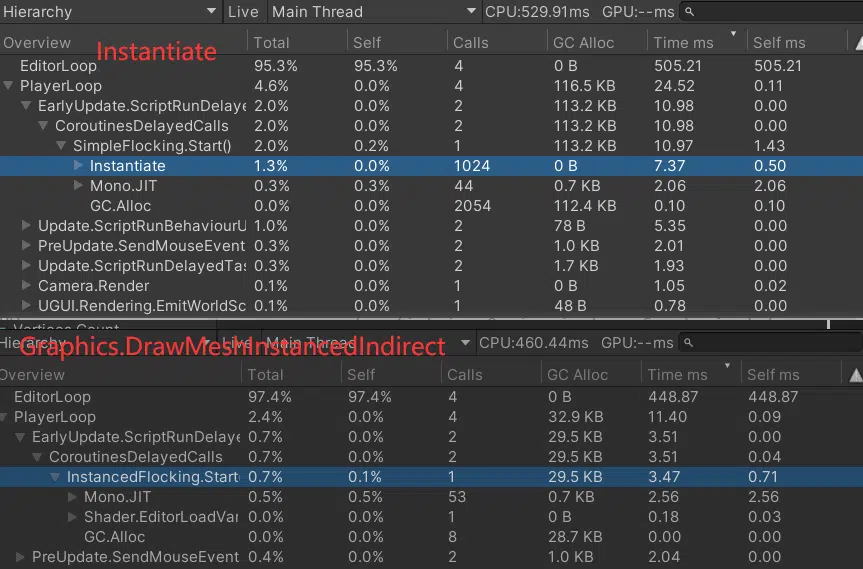 Hierarchy Live Main Thread CPU:529.91ms GPU:--ms
Overview Total Self Calls GC Alloc Time ms Self ms
Instantiate
EditorLoop 95.3% 95.3% 4 0 B 505.21 505.21
PlayerLoop 4.6% 0.0% 4 116.5 KB 24.52 0.11
EarlyUpdate.ScriptRunDelaye 2.0% 0.0% 2 113.2 KB 10.98 0.00
CoroutinesDelayedCalls 2.0% 0.0% 2 113.2 KB 10.98 0.00
SimpleFlocking.Start() 2.0% 0.2% 1 113.2 KB 10.97 1.43
Instantiate 1.3% 0.0% 1024 0 B 7.37 0.50
Mono.JIT 0.3% 0.3% 44 0.7 KB 2.06 2.06
GC.Alloc 0.0% 0.0% 2054 112.4 KB 0.10 0.10
Update.ScriptRunBehaviourU 1.0% 0.0% 2 78 B 5.35 0.00
PreUpdate.SendMouseEvent 0.3% 0.0% 2 1.0 KB 2.01 0.00
Update.ScriptRunDelayedTas 0.3% 0.0% 2 1.7 KB 1.93 0.00
Camera.Render 0.1% 0.0% 1 0 B 1.05 0.02
UGUI.Rendering.EmitWorldSc 0.1% 0.0% 1 48 B 0.78 0.00
Vertices Count
Hierarchy Live Main Thread CPU:460.44ms GPU:--ms
Graphics.DrawMeshInstancedIndirect
Overview Total Self Calls GC Alloc Time ms Self ms
EditorLoop 97.4% 97.4% 4 0 B 448.87 448.87
PlayerLoop 2.4% 0.0% 4 32.9 KB 11.40 0.09
EarlyUpdate.ScriptRunDelaye 0.7% 0.0% 2 29.5 KB 3.51 0.00
CoroutinesDelayedCalls 0.7% 0.0% 2 29.5 KB 3.51 0.04
InstancedFlocking.Start 0.7% 0.1% 1 29.5 KB 3.47 0.71
Mono.JIT 0.5% 0.5% 53 0.7 KB 2.56 2.56
Shader.EditorLoadVar 0.0% 0.0% 1 0 B 0.18 0.03
GC.Alloc 0.0% 0.0% 8 28.7 KB 0.00 0.00
PreUpdate.SendMouseEvent 0.4% 0.0% 2 1.0 KB 2.04 0.00